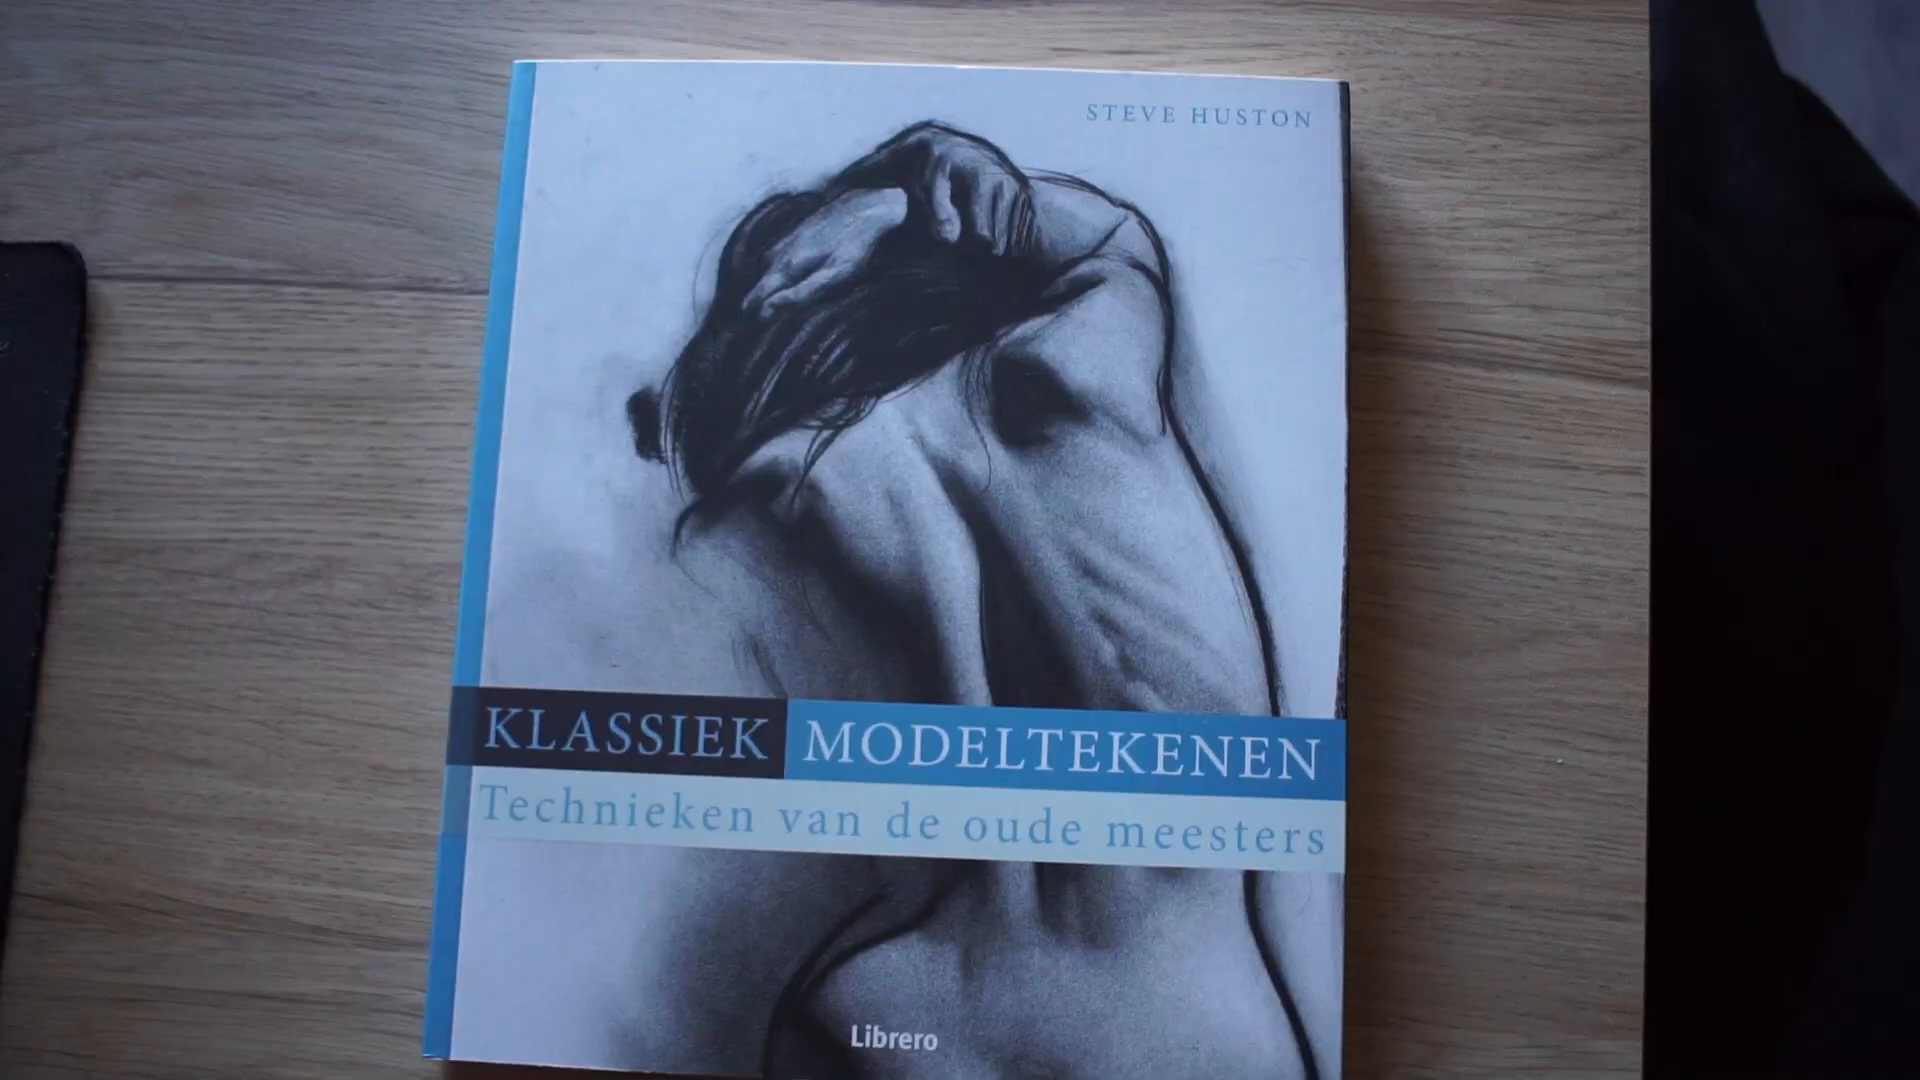 STEVE HUSTON
KLASSIEK MODELTEKENEN
Technieken van de oude meesters
Librero